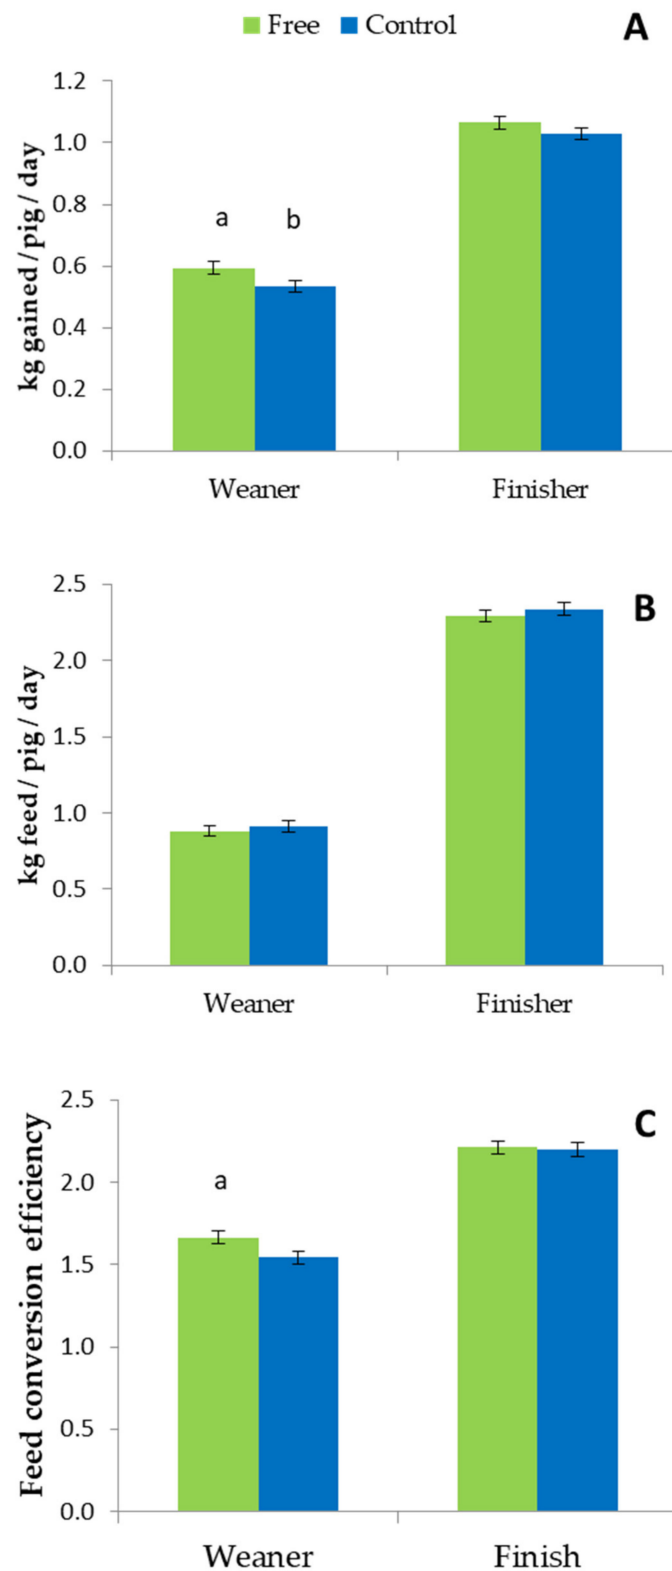 Free Control A
kg gained / pig / day
1.2
1.0
0.8
0.6
0.4
0.2
0.0
a b
Weaner Finisher
B
kg feed / pig / day
2.5
2.0
1.5
1.0
0.5
0.0
Weaner Finisher
C
Feed conversion efficiency
2.5
2.0
1.5
1.0
0.5
0.0
a
Weaner Finish